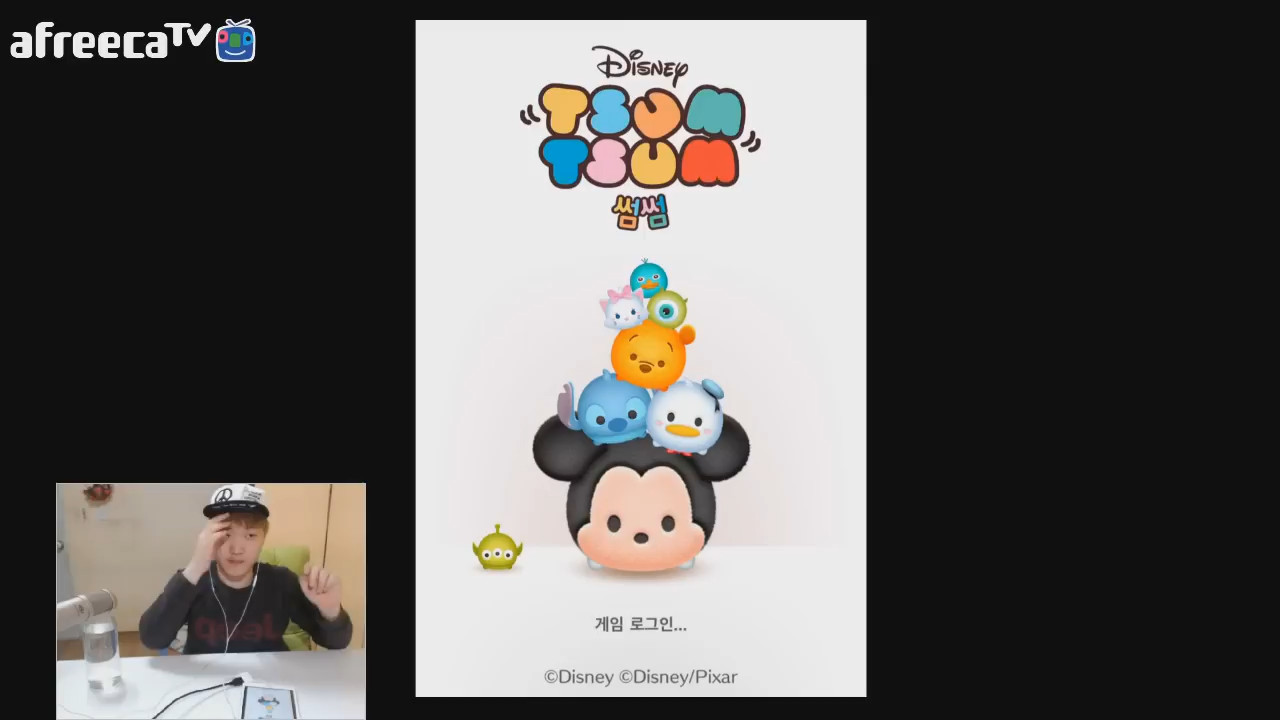 afreecaTV
Disney
TSUM
TSUM
썸썸
게임 로그인...
©Disney ©Disney/Pixar